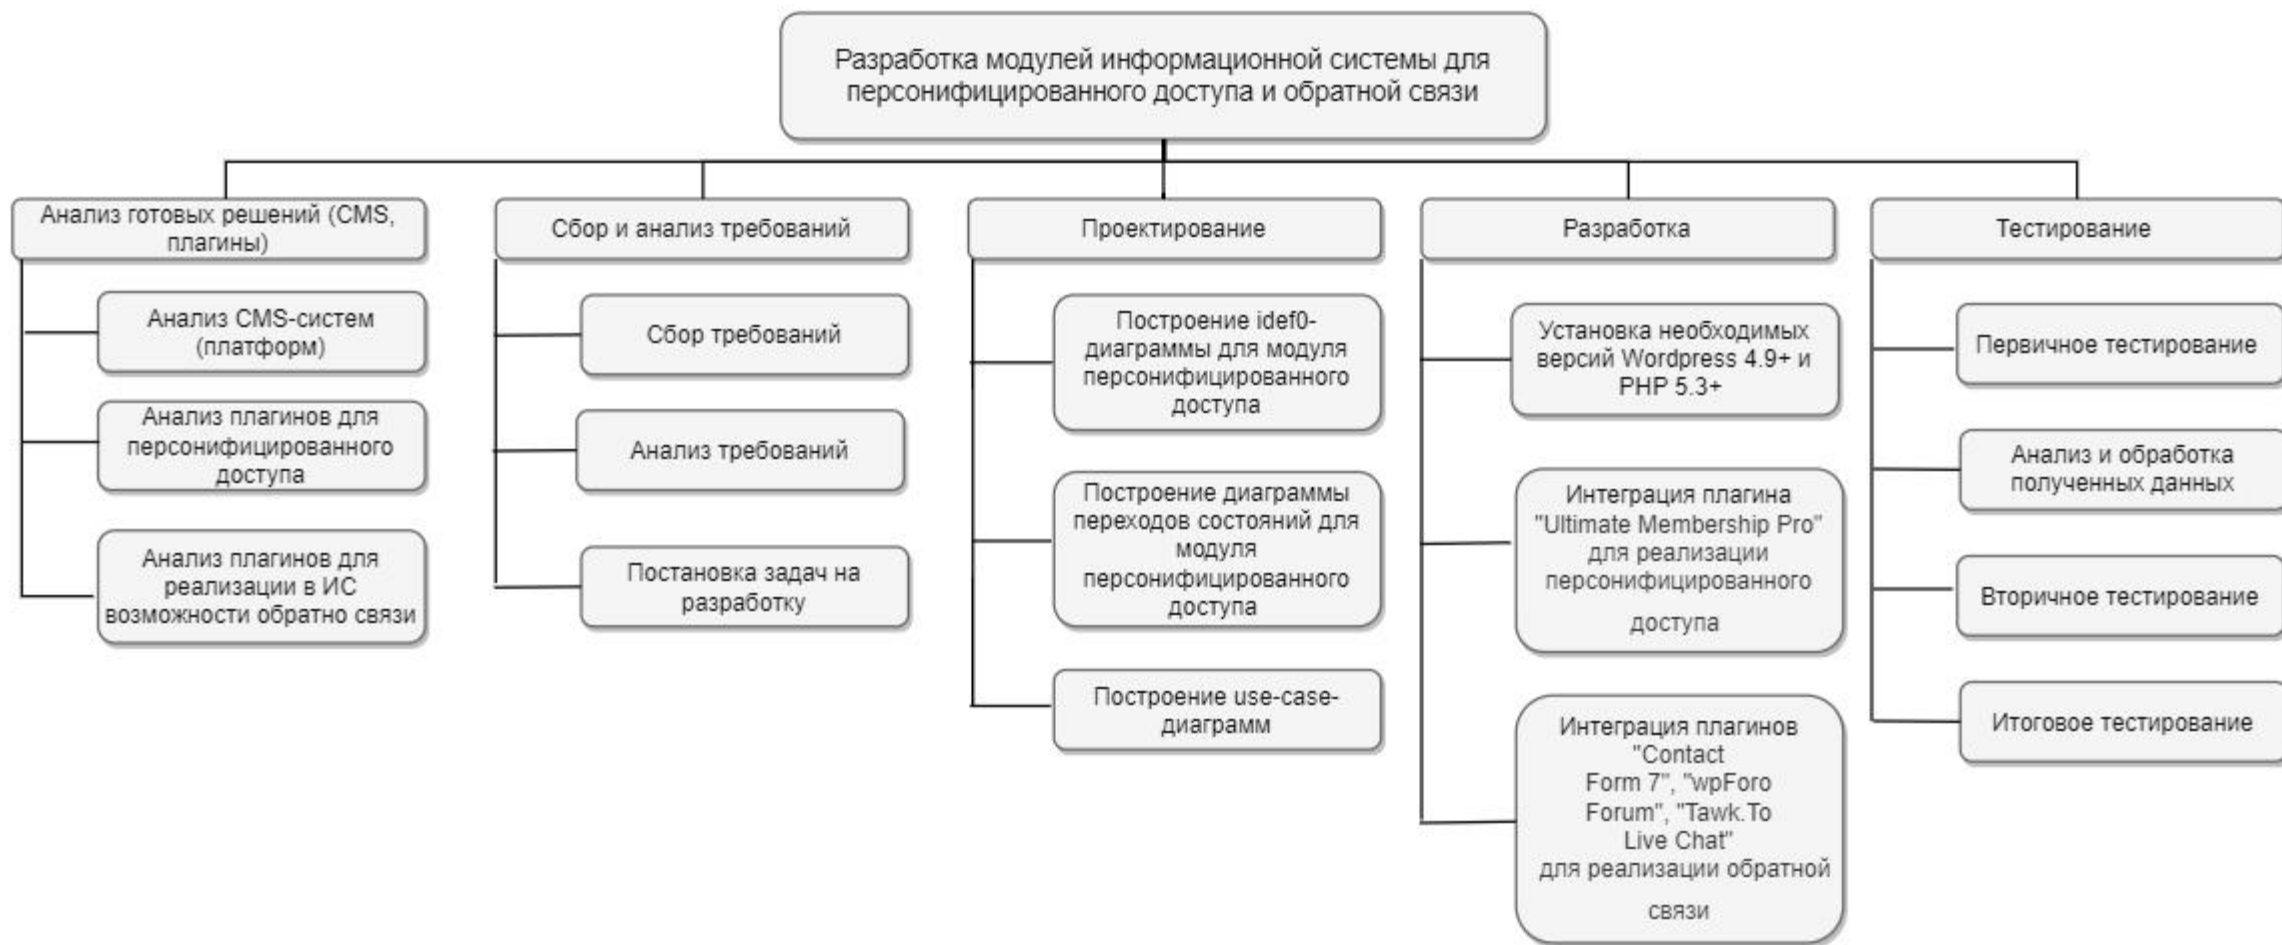 Разработка модулей информационной системы для
персонифицированного доступа и обратной связи
Анализ готовых решений (CMS,
плагины)
Анализ CMS-систем
(платформ)
Анализ плагинов для
персонифицированного
доступа
Анализ плагинов для
реализации в ИС
возможности обратно связи
Сбор и анализ требований
Сбор требований
Анализ требований
Постановка задач на
разработку
Проектирование
Построение idef0-
диаграммы для модуля
персонифицированного
доступа
Построение диаграммы
переходов состояний для
модуля
персонифицированного
доступа
Построение use-case-
диаграмм
Разработка
Установка необходимых
версий Wordpress 4.9+ и
PHP 5.3+
Интеграция плагина
"Ultimate Membership Pro"
для реализации
персонифицированного
доступа
Интеграция плагинов
"Contact
Form 7", "wpForo
Forum", "Tawk.To
Live Chat"
для реализации обратной
связи
Тестирование
Первичное тестирование
Анализ и обработка
полученных данных
Вторичное тестирование
Итоговое тестирование